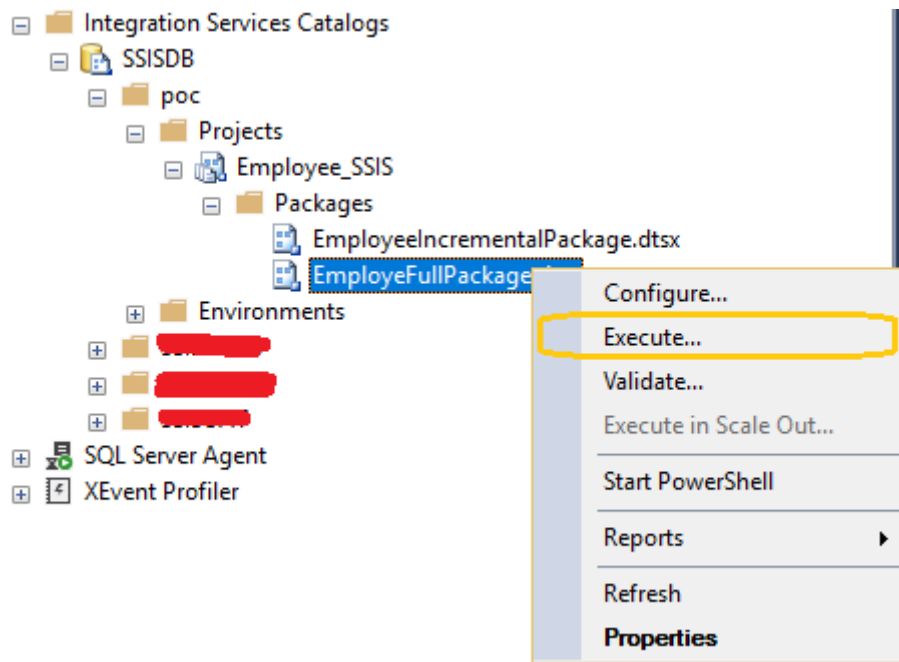 Integration Services Catalogs
SSISDB
poc
Projects
Employee_SSIS
Packages
EmployeeIncrementalPackage.dtsx
EmployeFullPackage
Configure...
Environments
Execute...
Validate...
Execute in Scale Out...
SQL Server Agent
Start PowerShell
XEvent Profiler
Reports
Refresh
Properties